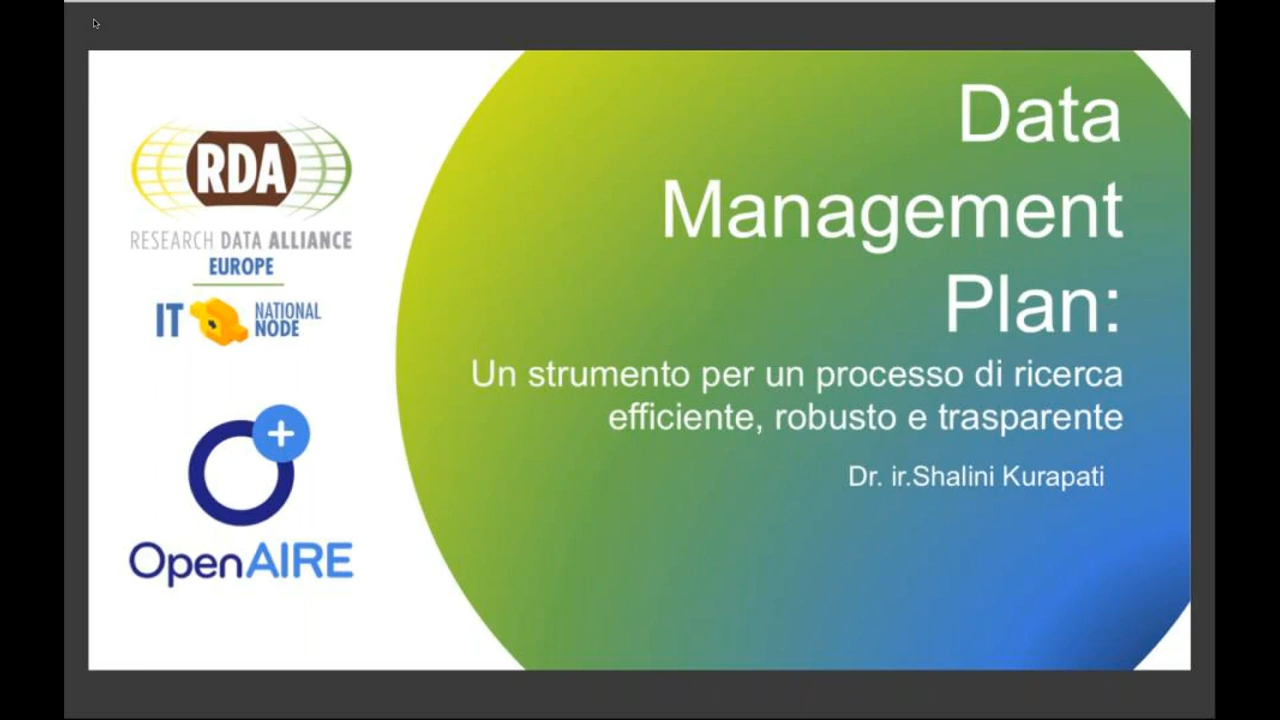 RDA
RESEARCH DATA ALLIANCE
EUROPE
IT NATIONAL
NODE
OpenAIRE
Data
Management
Plan:
Un strumento per un processo di ricerca
efficiente, robusto e trasparente
Dr. ir.Shalini Kurapati